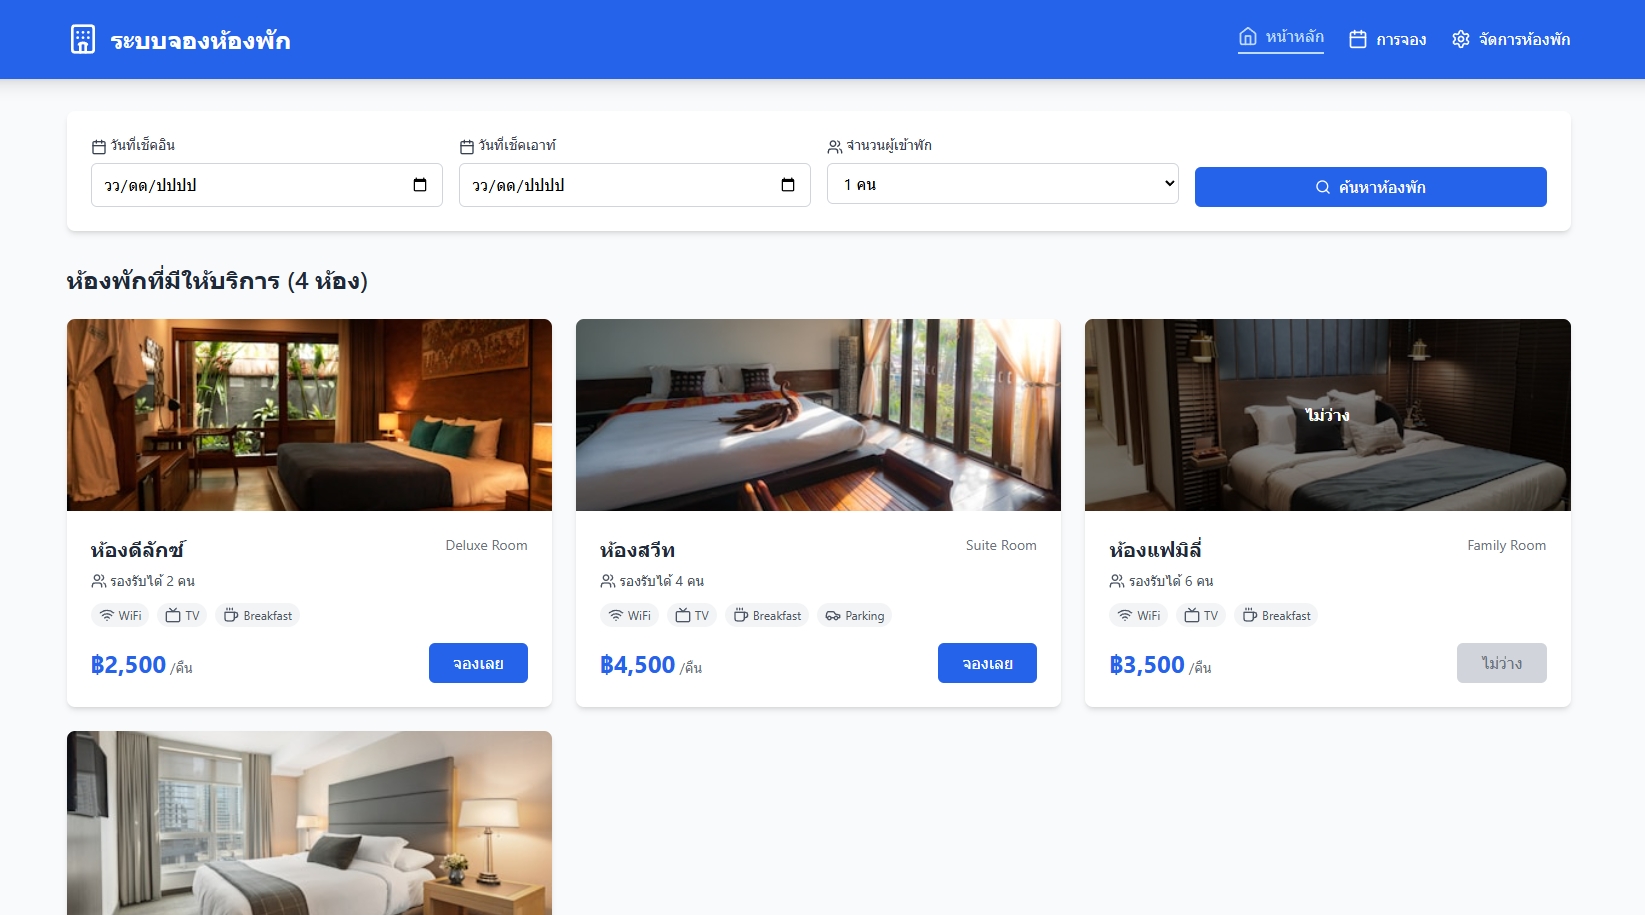 ระบบจองห้องพัก
หน้าหลัก
การจอง
จัดการห้องพัก
วันที่เช็คอิน
วว/ดด/ปปปป
วันที่เช็คเอาท์
วว/ดด/ปปปป
จำนวนผู้เข้าพัก
1 คน
ค้นหาห้องพัก
ห้องพักที่มีให้บริการ (4 ห้อง)
ห้องดีลักซ์
Deluxe Room
รองรับได้ 2 คน
WiFi TV Breakfast
฿2,500 /คืน
จองเลย
ห้องสวีท
Suite Room
รองรับได้ 4 คน
WiFi TV Breakfast Parking
฿4,500 /คืน
จองเลย
ไม่ว่าง
ห้องแฟมิลี่
Family Room
รองรับได้ 6 คน
WiFi TV Breakfast
฿3,500 /คืน
ไม่ว่าง